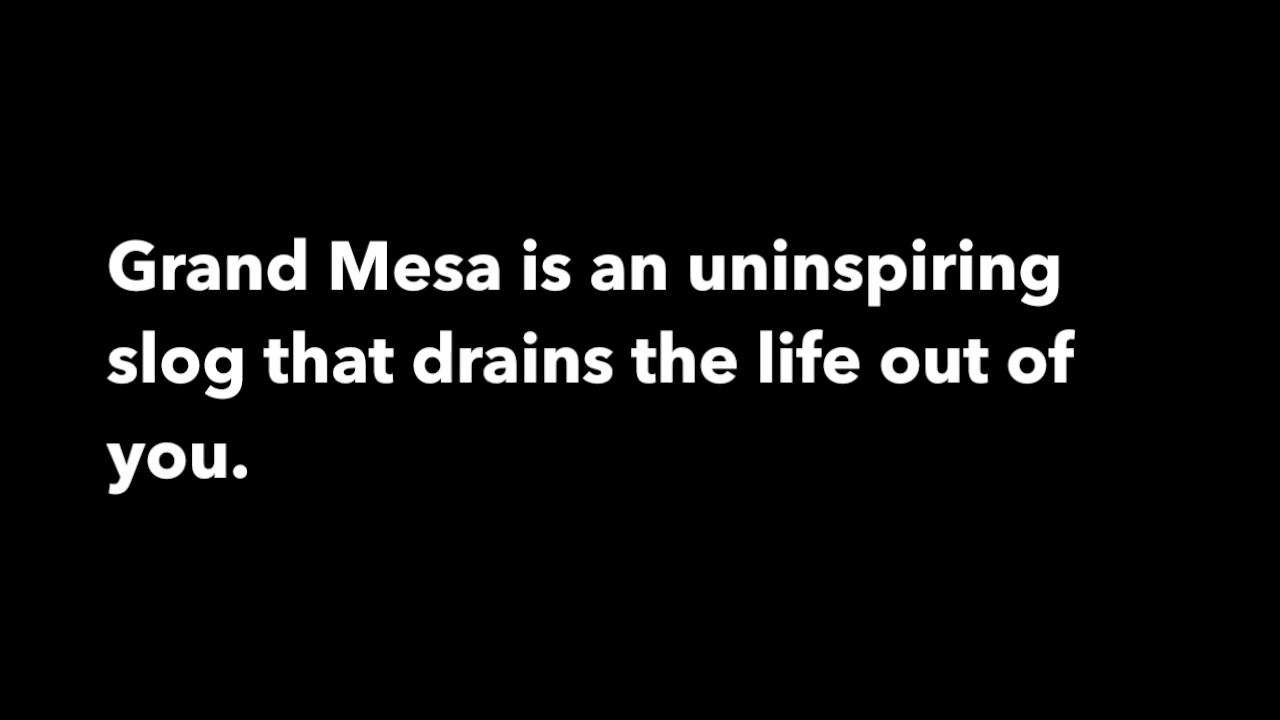 Grand Mesa is an uninspiring
slog that drains the life out of
you.